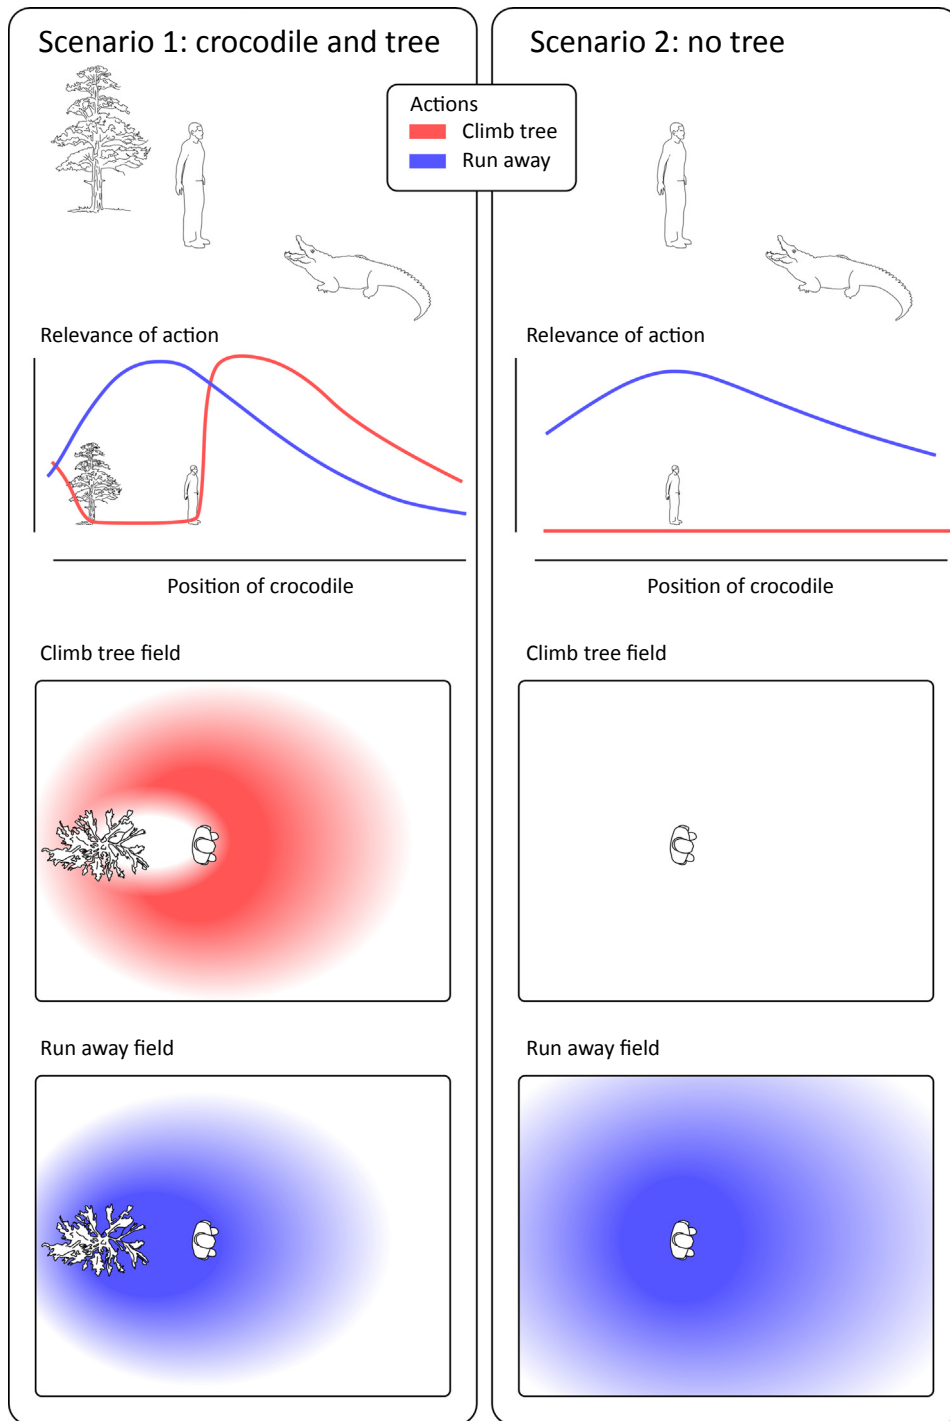 Scenario 1: crocodile and tree
Scenario 2: no tree
Actions
Climb tree
Run away
Relevance of action
Position of crocodile
Climb tree field
Run away field
Relevance of action
Position of crocodile
Climb tree field
Run away field